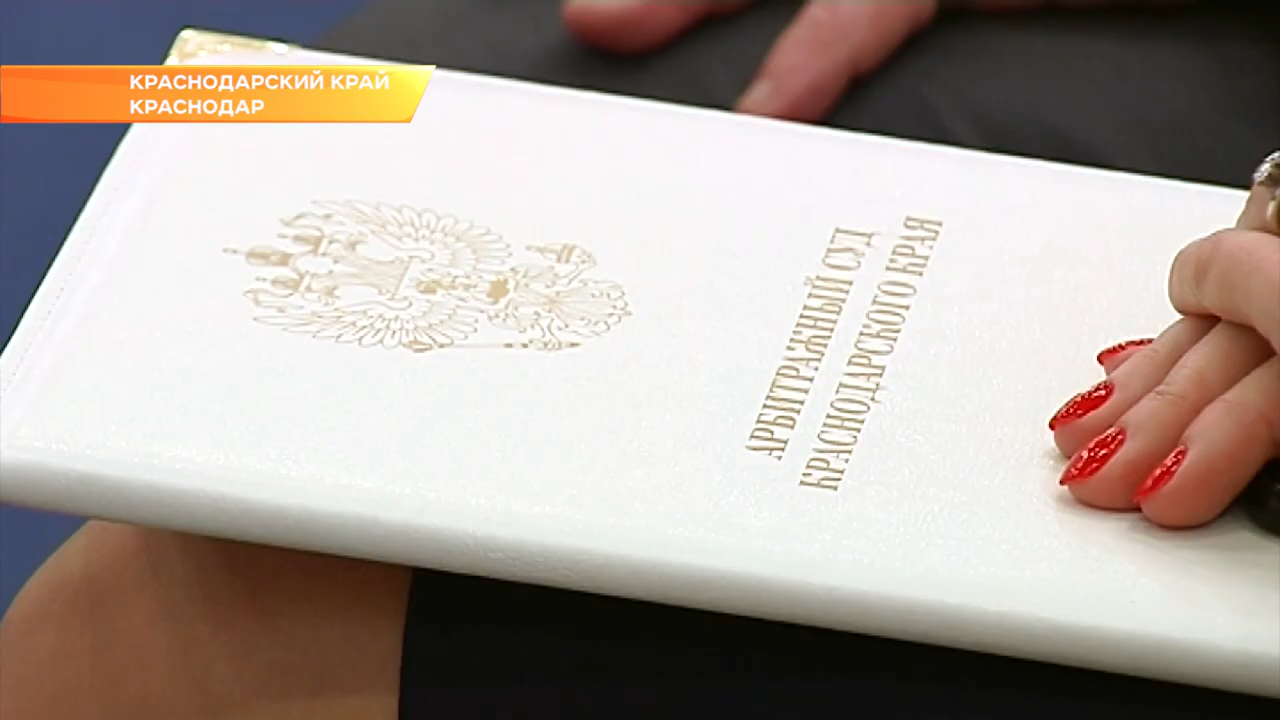 КРАСНОДАРСКИЙ КРАЙ
КРАСНОДАР
АРБИТРАЖНЫЙ СУД
КРАСНОДАРСКОГО КРАЯ